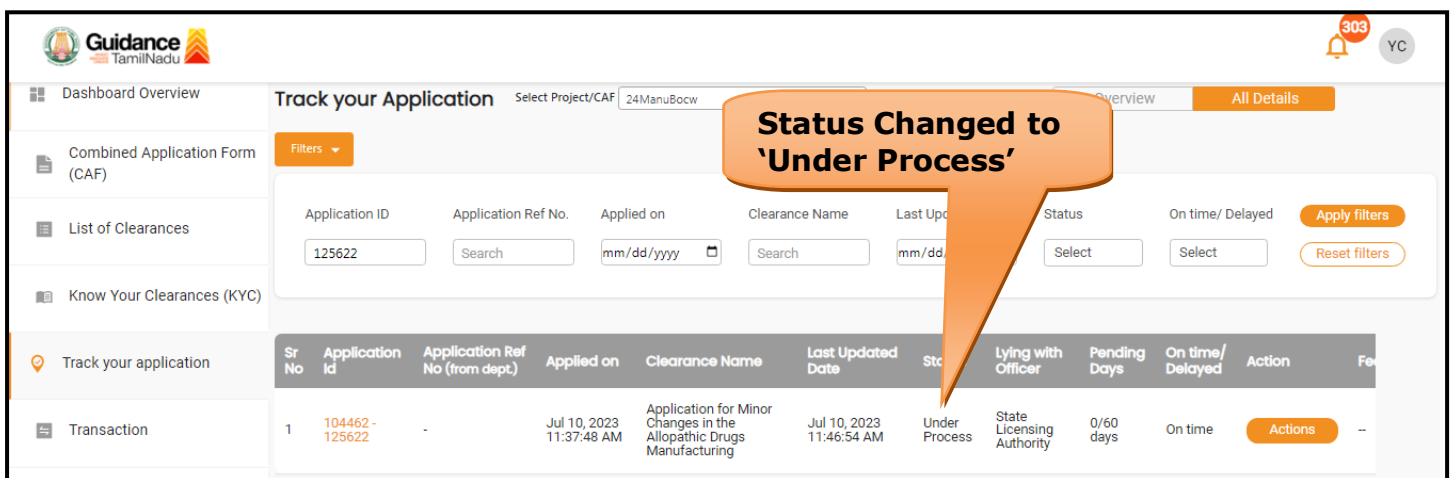 Guidance
TamilNadu
303
YC
Dashboard Overview
Track your Application
Select Project/CAF
24ManuBocw
Overview
All Details
Status Changed to
‘Under Process’
Filters
Combined Application Form
(CAF)
List of Clearances
Know Your Clearances (KYC)
Track your application
Transaction
Application ID
Application Ref No.
Applied on
Clearance Name
Last Upd
Status
On time/ Delayed
Apply filters
125622
Search
mm/dd/yyyy
Search
mm/dd/
Select
Select
Reset filters
Sr No
Application Id
Application Ref No (from dept.)
Applied on
Clearance Name
Last Updated Date
Sta
Lying with Officer
Pending Days
On time/ Delayed
Action
Fe
1
104462 -
125622
-
Jul 10, 2023
11:37:48 AM
Application for Minor
Changes in the
Allopathic Drugs
Manufacturing
Jul 10, 2023
11:46:54 AM
Under
Process
State
Licensing
Authority
0/60
days
On time
Actions
--